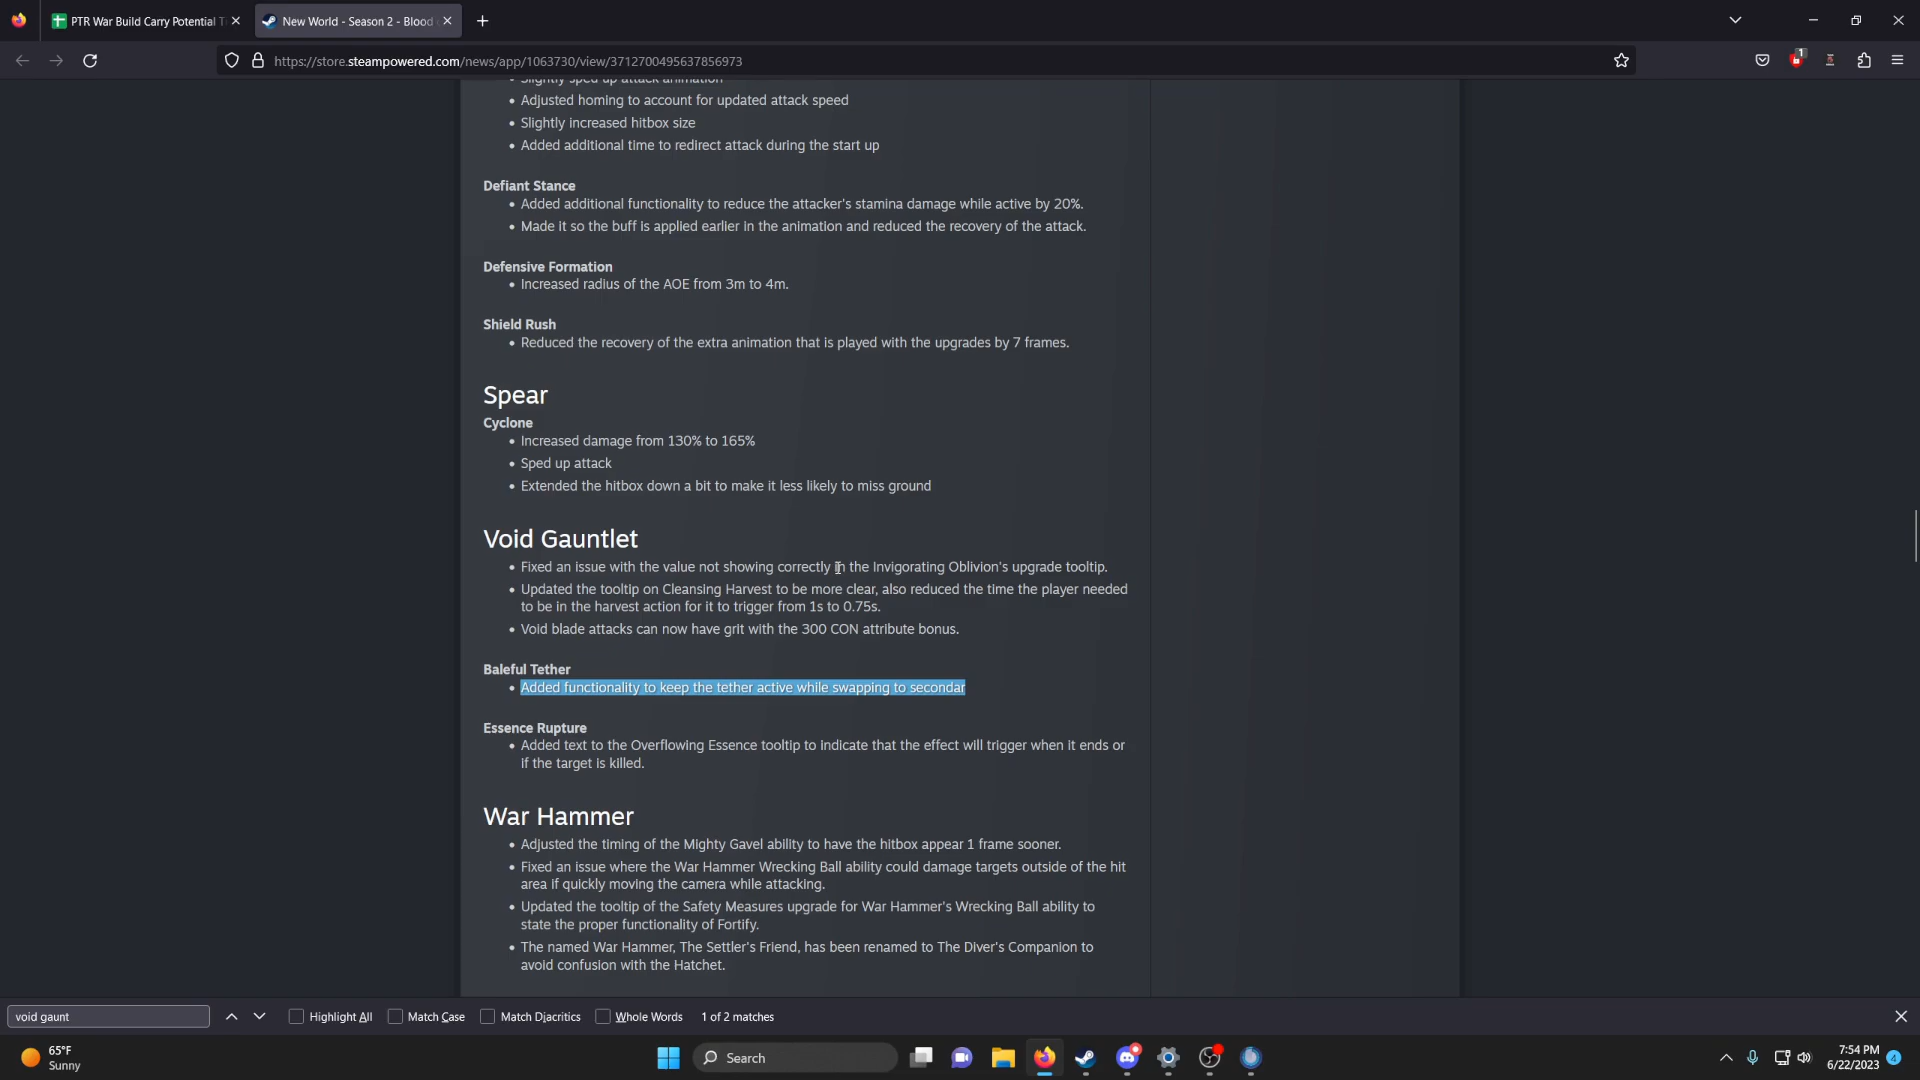 PTR War Build Carry Potential T
New World - Season 2 - Blood
https://store.steampowered.com/news/app/1063730/view/3712700495637856973
1
Slightly sped up attack animation
Adjusted homing to account for updated attack speed
Slightly increased hitbox size
Added additional time to redirect attack during the start up
Defiant Stance
Added additional functionality to reduce the attacker's stamina damage while active by 20%.
Made it so the buff is applied earlier in the animation and reduced the recovery of the attack.
Defensive Formation
Increased radius of the AOE from 3m to 4m.
Shield Rush
Reduced the recovery of the extra animation that is played with the upgrades by 7 frames.
Spear
Cyclone
Increased damage from 130% to 165%
Sped up attack
Extended the hitbox down a bit to make it less likely to miss ground
Void Gauntlet
Fixed an issue with the value not showing correctly in the Invigorating Oblivion's upgrade tooltip.
Updated the tooltip on Cleansing Harvest to be more clear, also reduced the time the player needed
to be in the harvest action for it to trigger from 1s to 0.75s.
Void blade attacks can now have grit with the 300 CON attribute bonus.
Baleful Tether
Added functionality to keep the tether active while swapping to secondar
Essence Rupture
Added text to the Overflowing Essence tooltip to indicate that the effect will trigger when it ends or
if the target is killed.
War Hammer
Adjusted the timing of the Mighty Gavel ability to have the hitbox appear 1 frame sooner.
Fixed an issue where the War Hammer Wrecking Ball ability could damage targets outside of the hit
area if quickly moving the camera while attacking.
Updated the tooltip of the Safety Measures upgrade for War Hammer's Wrecking Ball ability to
state the proper functionality of Fortify.
The named War Hammer, The Settler's Friend, has been renamed to The Diver's Companion to
avoid confusion with the Hatchet.
void gaunt
Highlight All
Match Case
Match Diacritics
Whole Words
1 of 2 matches
65°F
Sunny
Search
7:54 PM
6/22/2023
4